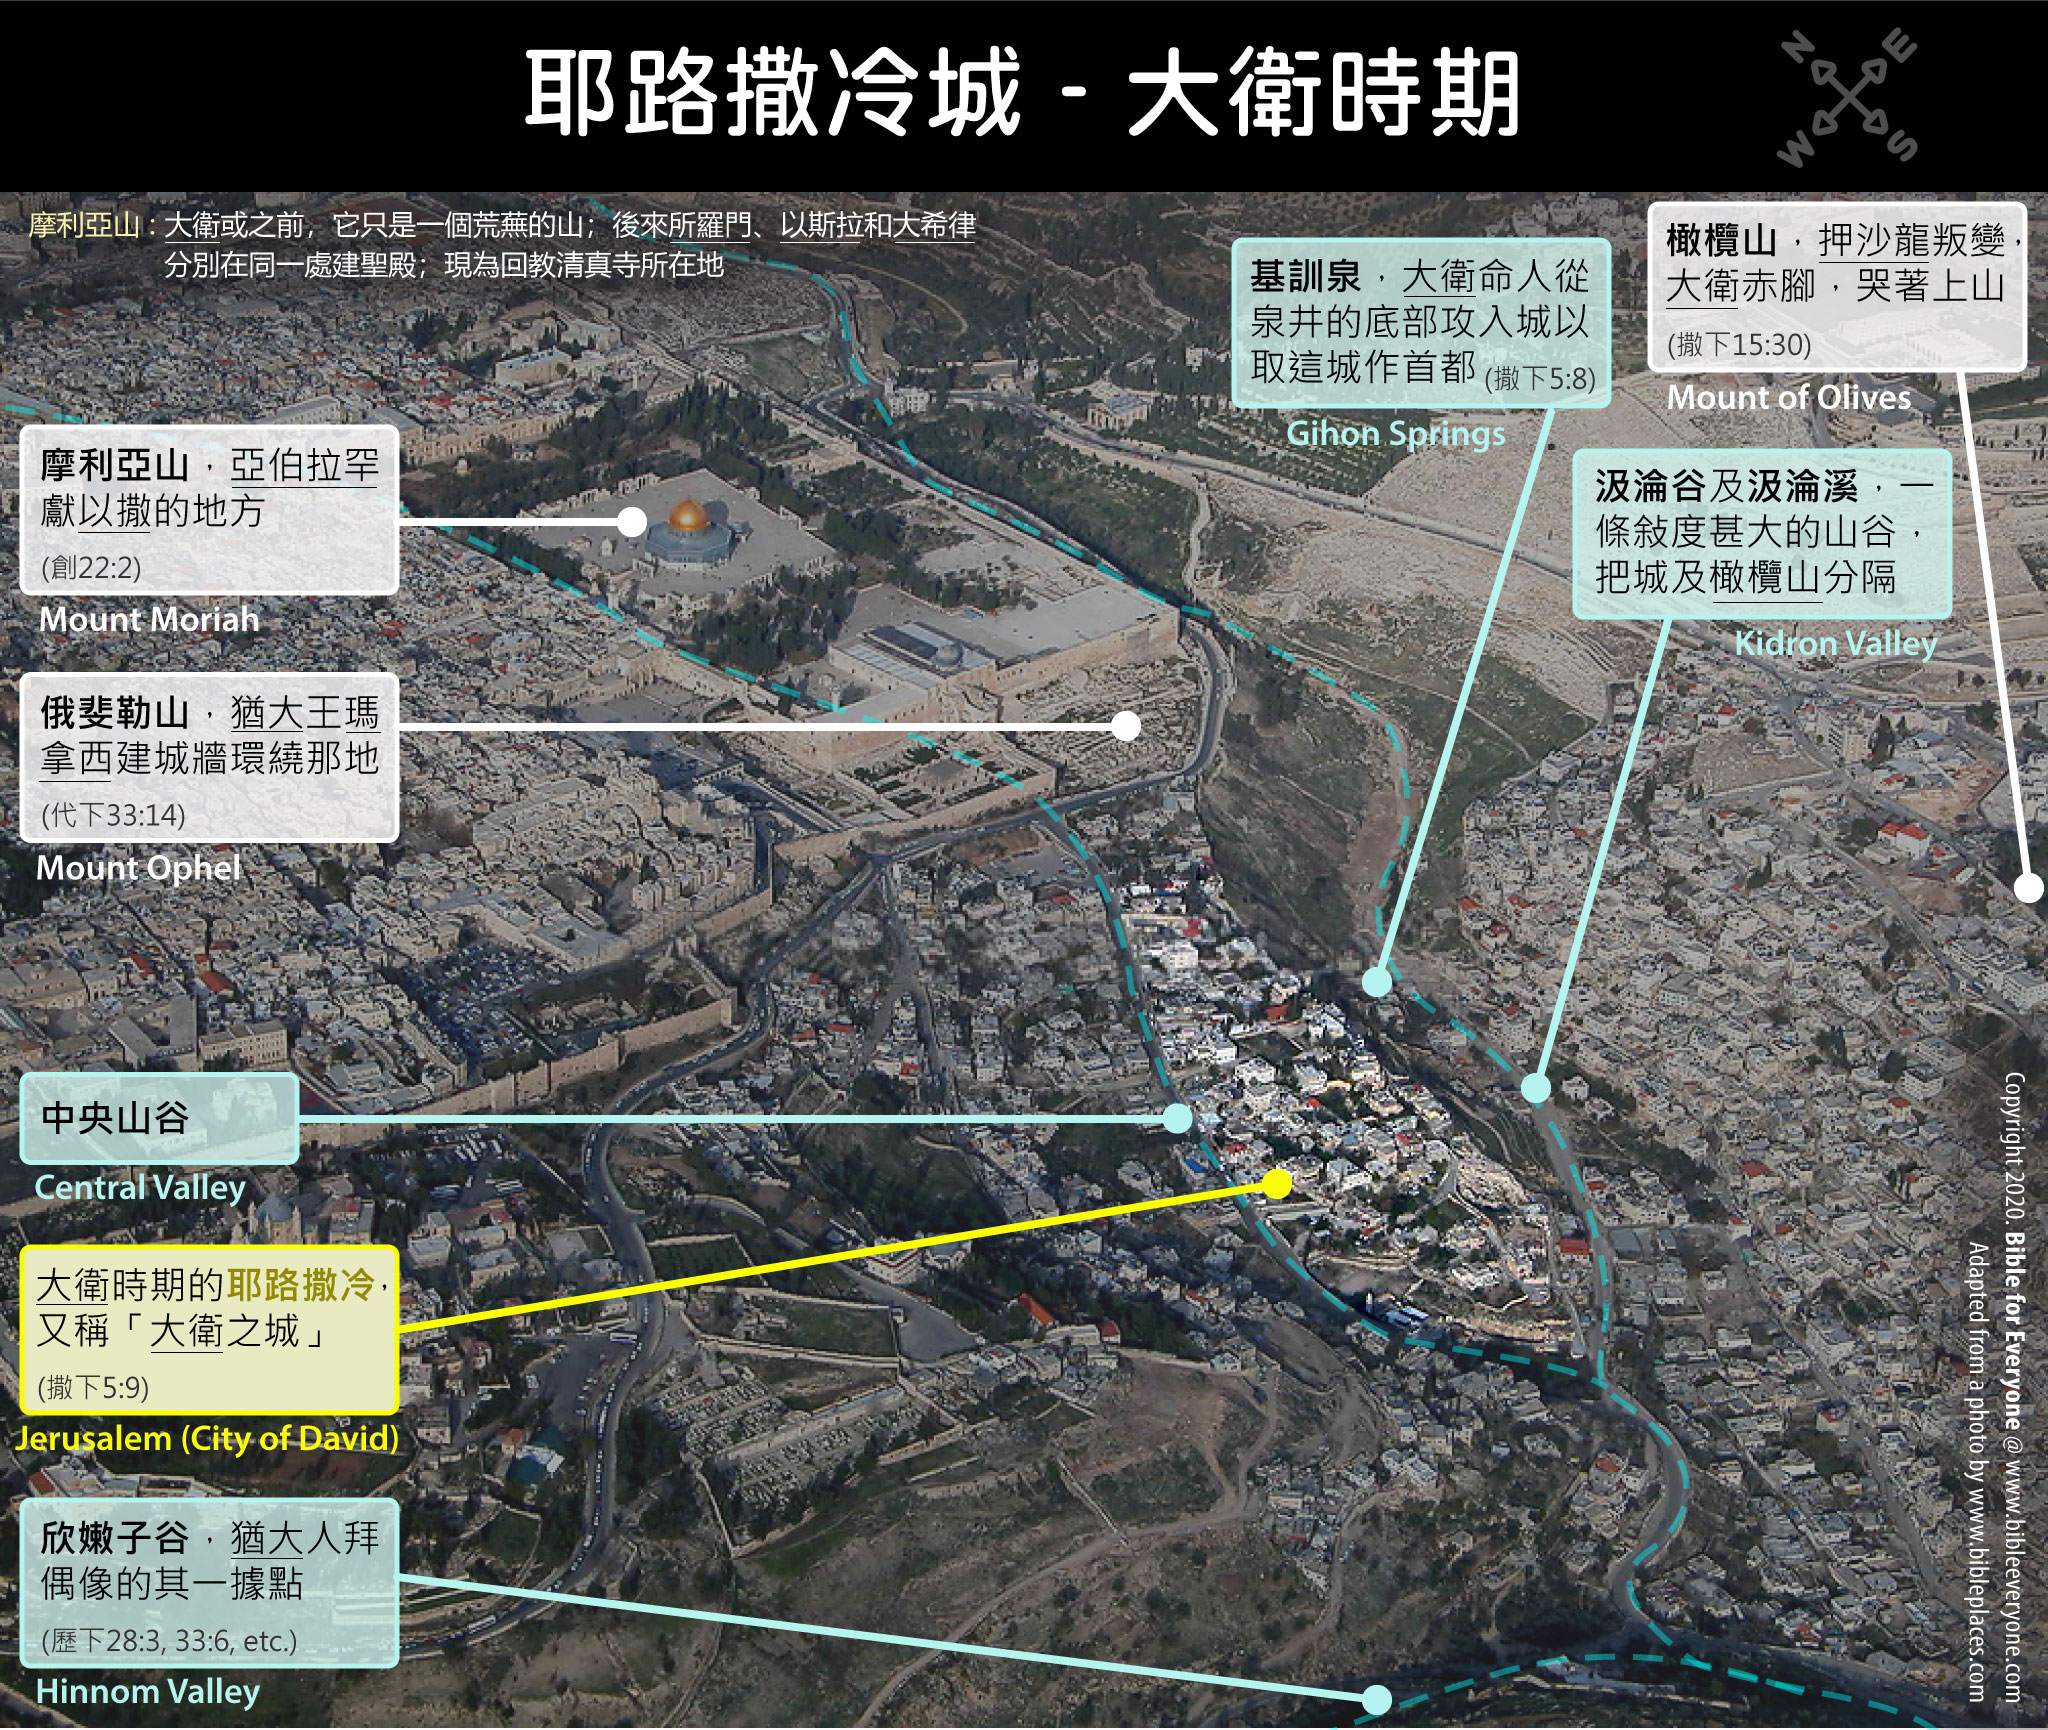 耶路撒冷城 - 大衛時期
N
E
W
S
摩利亞山 : 大衛或之前，它只是一個荒蕪的山；後來所羅門、以斯拉和大希律
分別在同一處建聖殿；現為回教清真寺所在地
基訓泉，大衛命人從
泉井的底部攻入城以
取這城作首都 (撒下5:8)
Gihon Springs
橄欖山，押沙龍叛變，
大衛赤腳，哭著上山
(撒下15:30)
Mount of Olives
摩利亞山，亞伯拉罕
獻以撒的地方
(創22:2)
Mount Moriah
汲淪谷及汲淪溪，一
條敍度甚大的山谷，
把城及橄欖山分隔
Kidron Valley
俄斐勒山，猶大王瑪
拿西建城牆環繞那地
(代下33:14)
Mount Ophel
中央山谷
Central Valley
大衛時期的耶路撒冷，
又稱「大衛之城」
(撒下5:9)
Jerusalem (City of David)
欣嫩子谷，猶大人拜
偶像的其一據點
(歷下28:3, 33:6, etc.)
Hinnom Valley
Copyright 2020. Bible for Everyone @ www.bibleeveryone.com
Adapted from a photo by www.bibleplaces.com